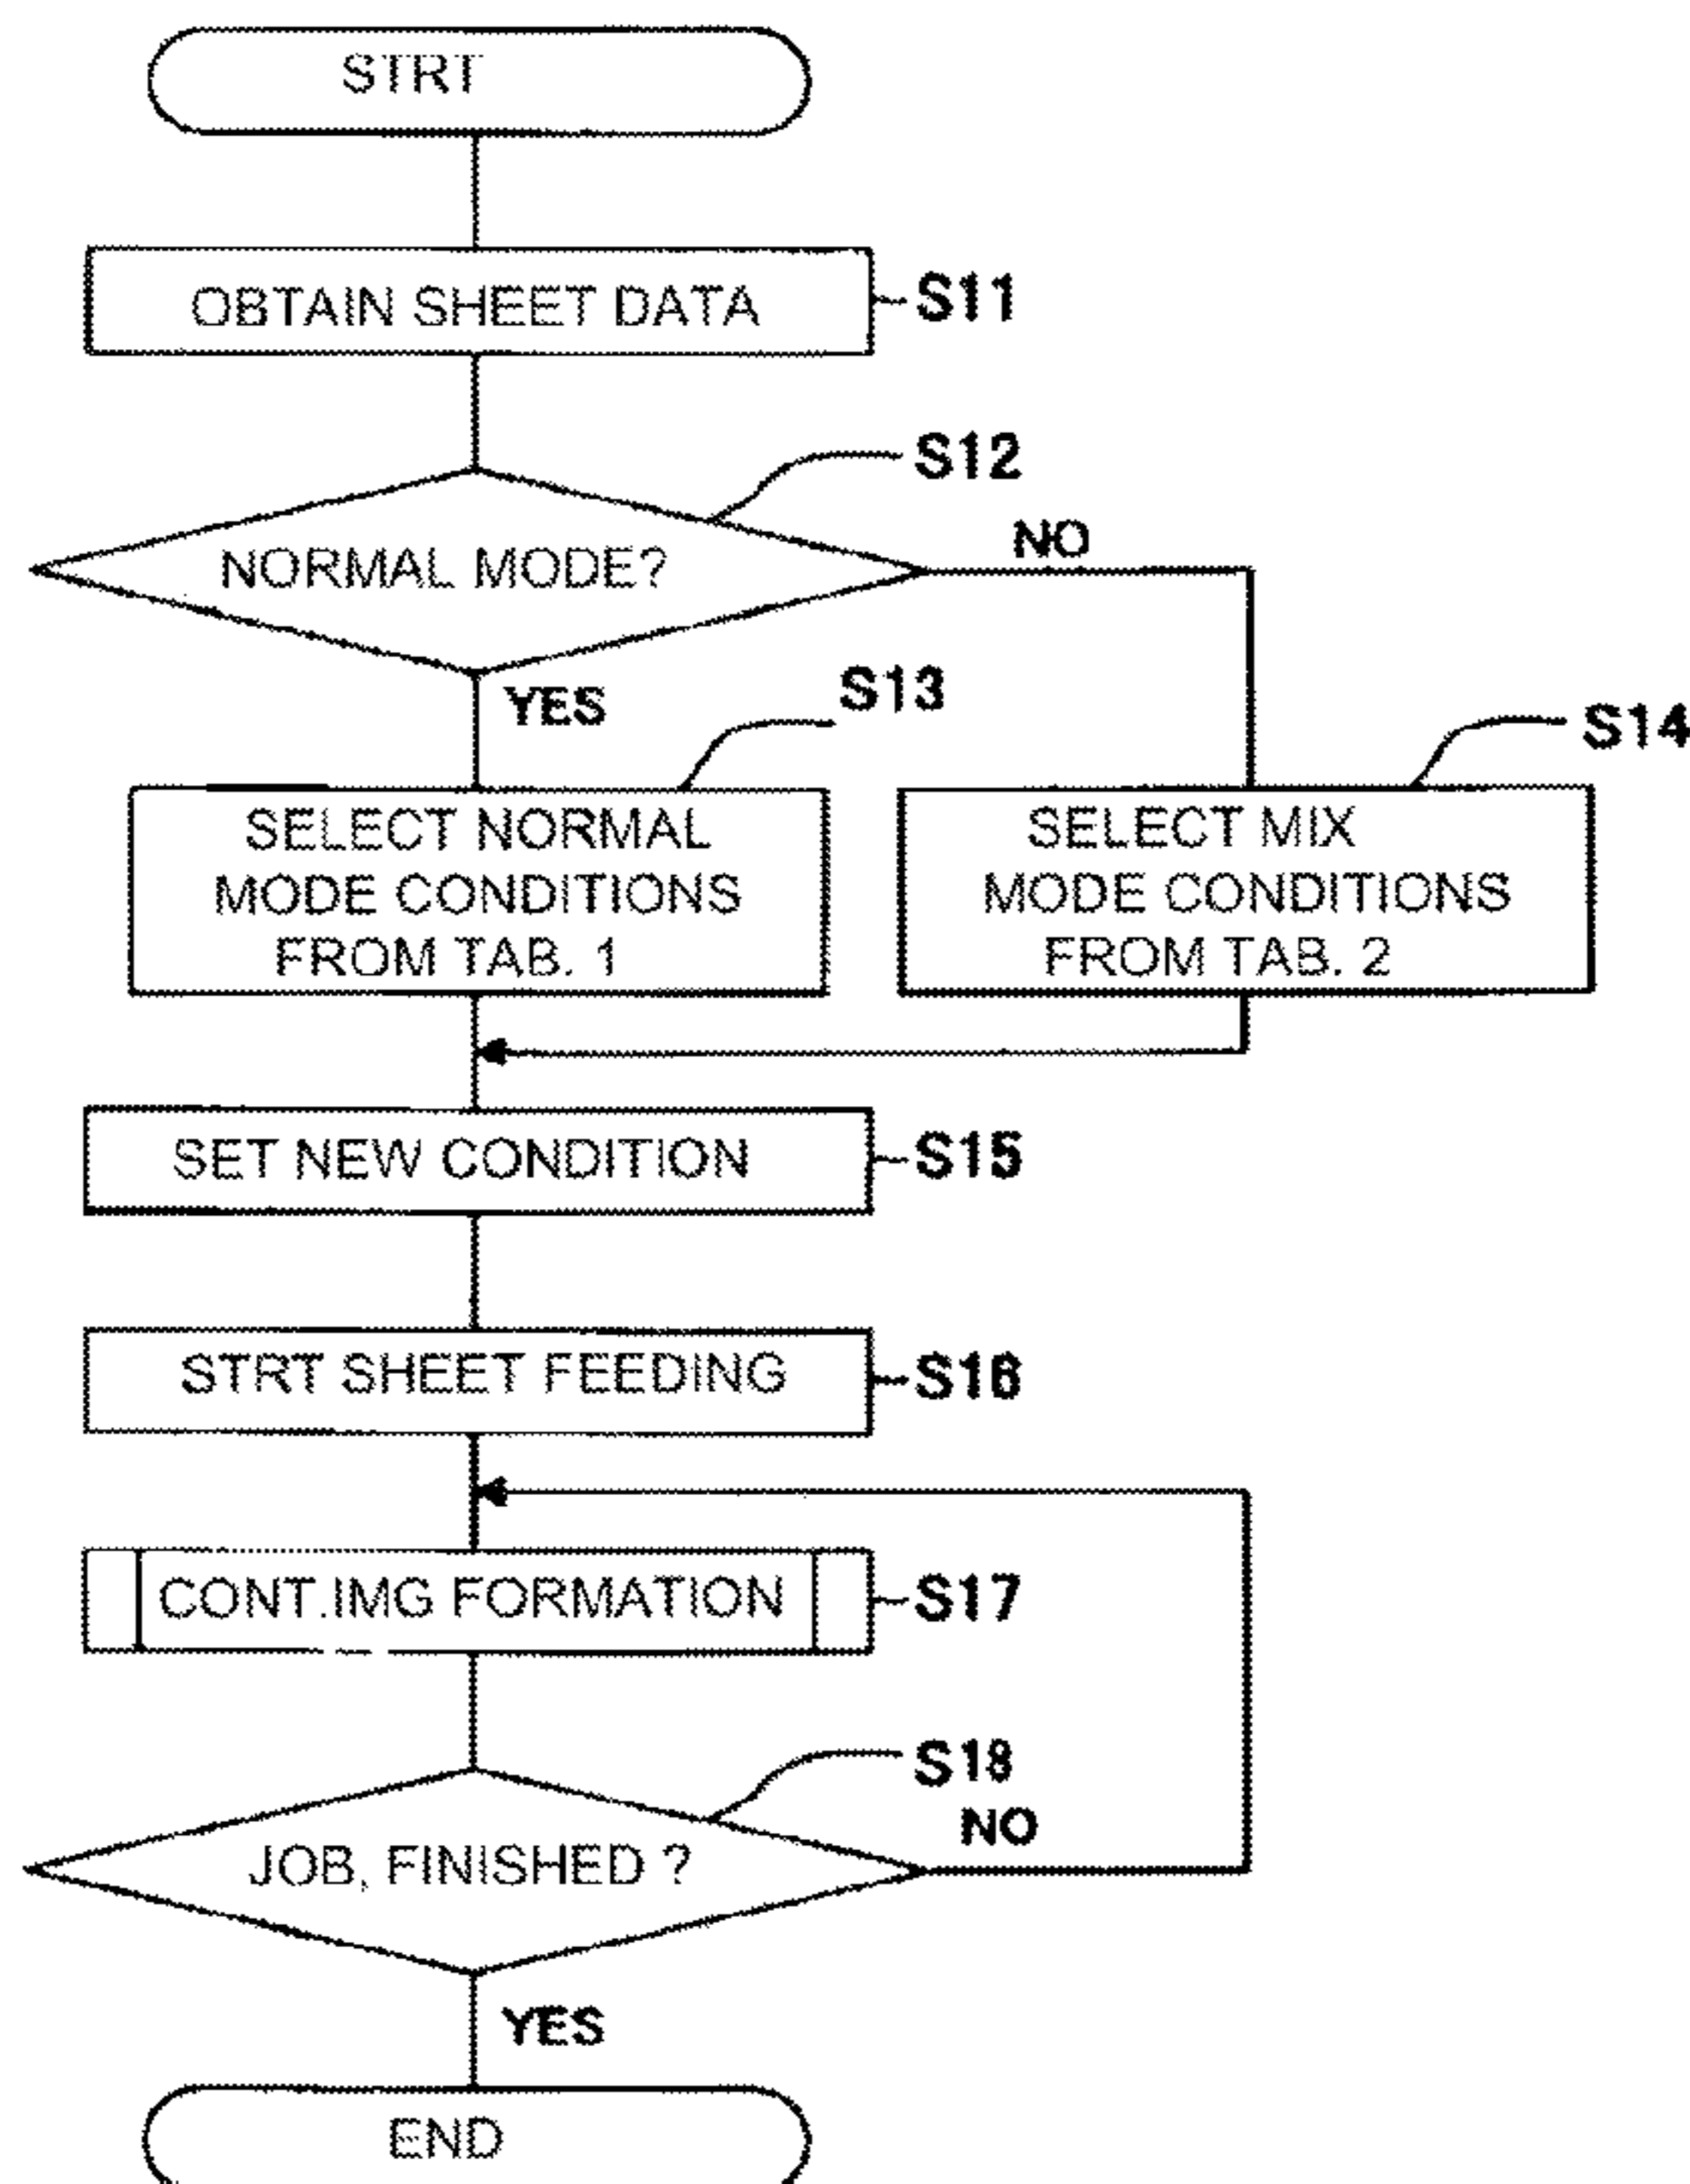 STRT
OBTAIN SHEET DATA
S11
S12
NORMAL MODE?
NO
YES
S13
S14
SELECT NORMAL
MODE CONDITIONS
FROM TAB. 1
SELECT MIX
MODE CONDITIONS
FROM TAB. 2
SET NEW CONDITION
S15
STRT SHEET FEEDING
S16
CONT.IMG FORMATION
S17
S18
NO
JOB, FINISHED ?
YES
END